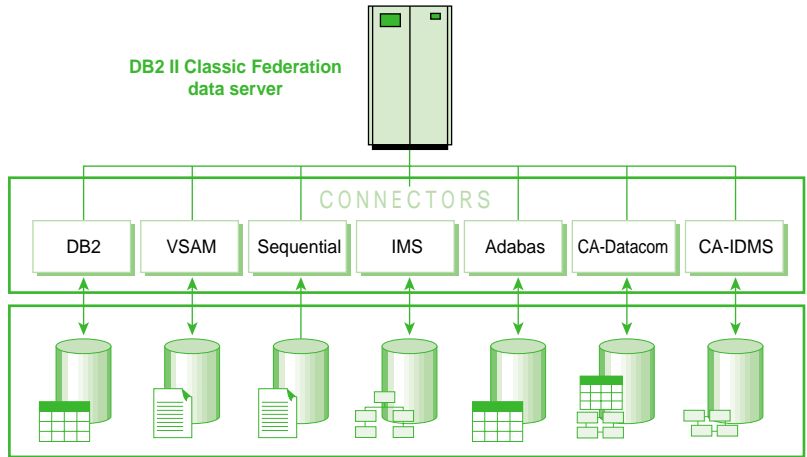 DB2 II Classic Federation
data server
CONNECTORS
DB2
VSAM
Sequential
IMS
Adabas
CA-Datacom
CA-IDMS